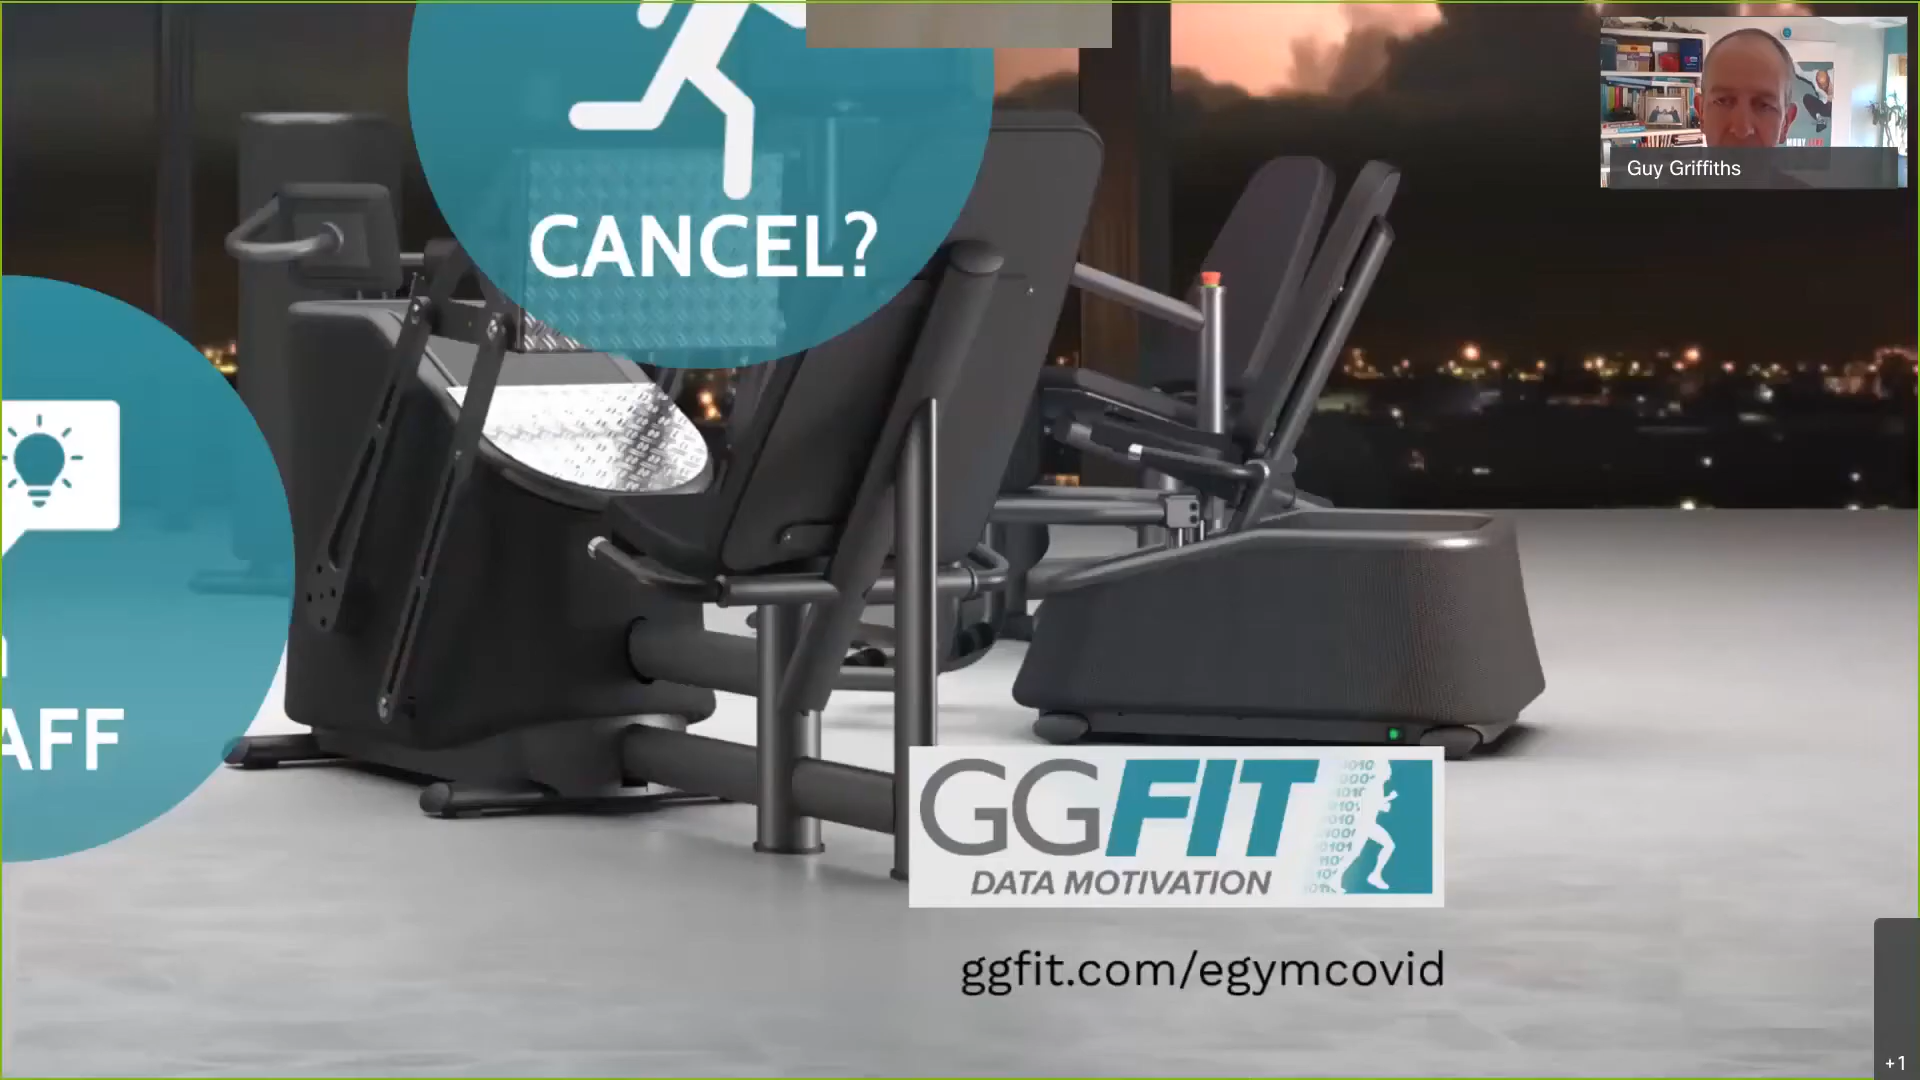 CANCEL?
Guy Griffiths
AFF
GGFIT
DATA MOTIVATION
ggfit.com/egymcovid
+1